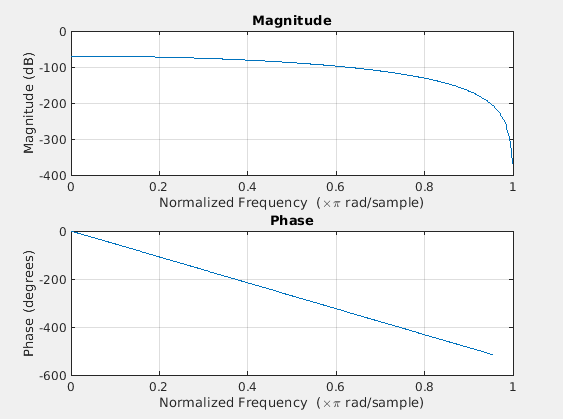 Magnitude
0
-100
-200
-300
-400
Magnitude (dB)
0 0.2 0.4 0.6 0.8 1
Normalized Frequency (×π rad/sample)
Phase
0
-200
-400
-600
Phase (degrees)
0 0.2 0.4 0.6 0.8 1
Normalized Frequency (×π rad/sample)